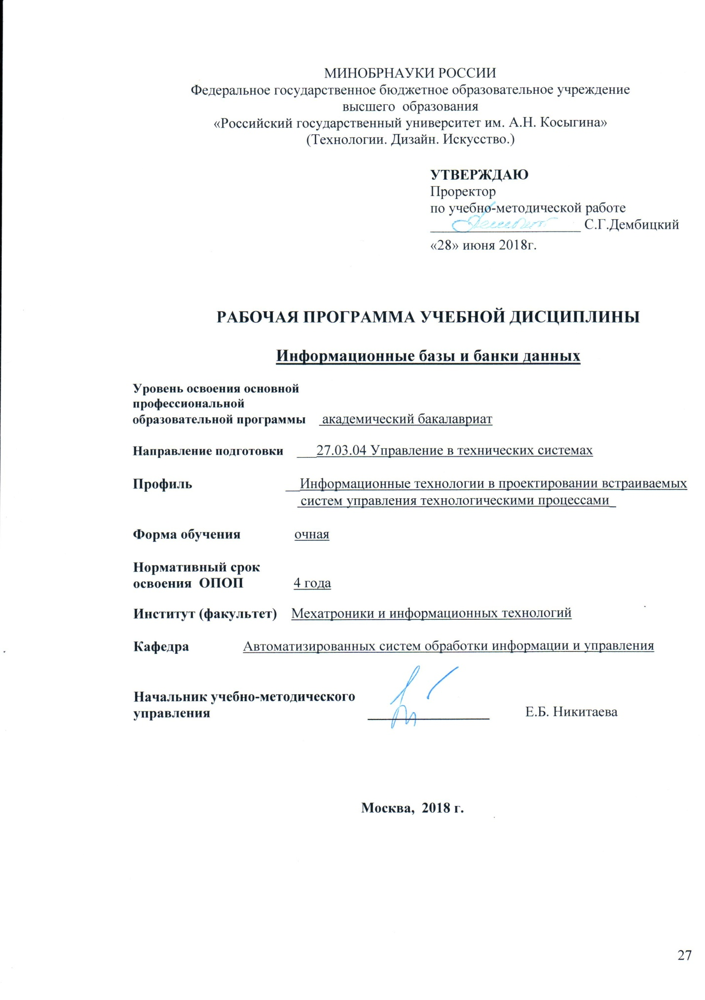 МИНОБРНАУКИ РОССИИ
Федеральное государственное бюджетное образовательное учреждение
высшего образования
«Российский государственный университет им. А.Н. Косыгина»
(Технологии. Дизайн. Искусство.)
УТВЕРЖДАЮ
Проректор
по учебно-методической работе
С.Г.Дембицкий
«28» июня 2018г.
РАБОЧАЯ ПРОГРАММА УЧЕБНОЙ ДИСЦИПЛИНЫ
Информационные базы и банки данных
Уровень освоения основной
профессиональной
образовательной программы академический бакалавриат
Направление подготовки 27.03.04 Управление в технических системах
Профиль Информационные технологии в проектировании встраиваемых
систем управления технологическими процессами
Форма обучения очная
Нормативный срок
освоения ОПОП 4 года
Институт (факультет) Мехатроники и информационных технологий
Кафедра Автоматизированных систем обработки информации и управления
Начальник учебно-методического
управления Е.Б. Никитаева
Москва, 2018 г.
27